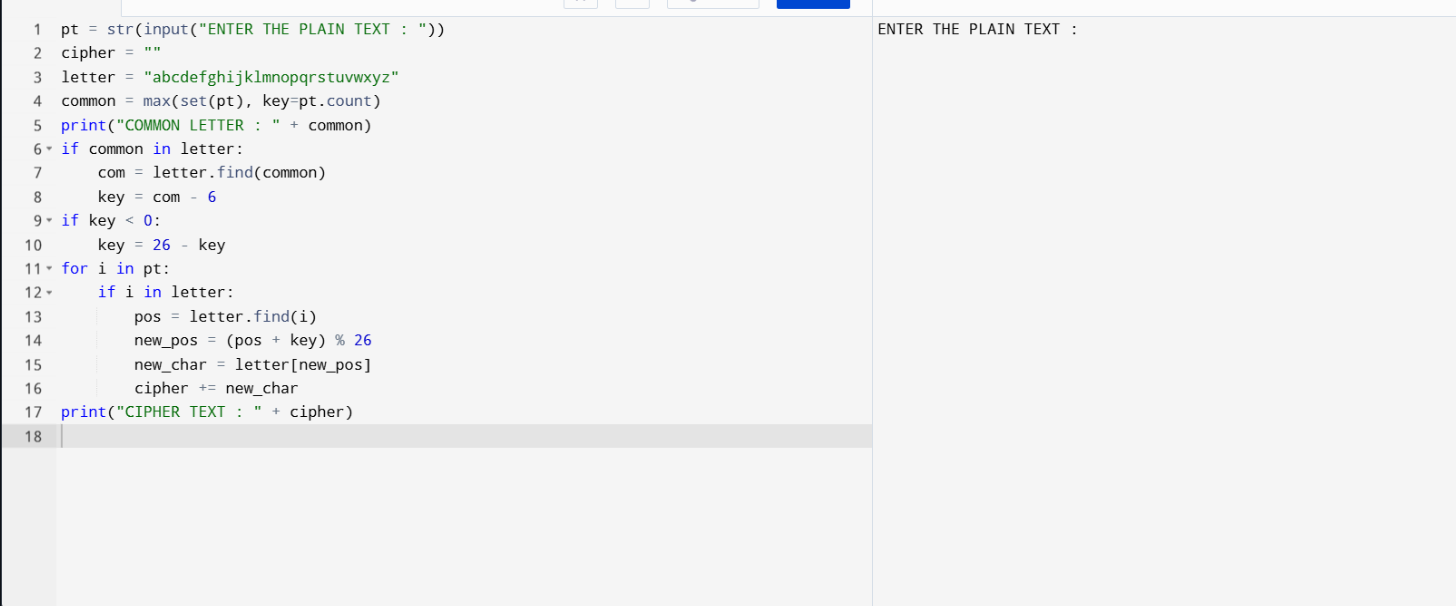 1 pt = str(input("ENTER THE PLAIN TEXT : "))
2 cipher = ""
3 letter = "abcdefghijklmnopqrstuvwxyz"
4 common = max(set(pt), key=pt.count)
5 print("COMMON LETTER : " + common)
6 if common in letter:
7     com = letter.find(common)
8     key = com - 6
9 if key < 0:
10     key = 26 - key
11 for i in pt:
12     if i in letter:
13         pos = letter.find(i)
14         new_pos = (pos + key) % 26
15         new_char = letter[new_pos]
16         cipher += new_char
17 print("CIPHER TEXT : " + cipher)
18
ENTER THE PLAIN TEXT :